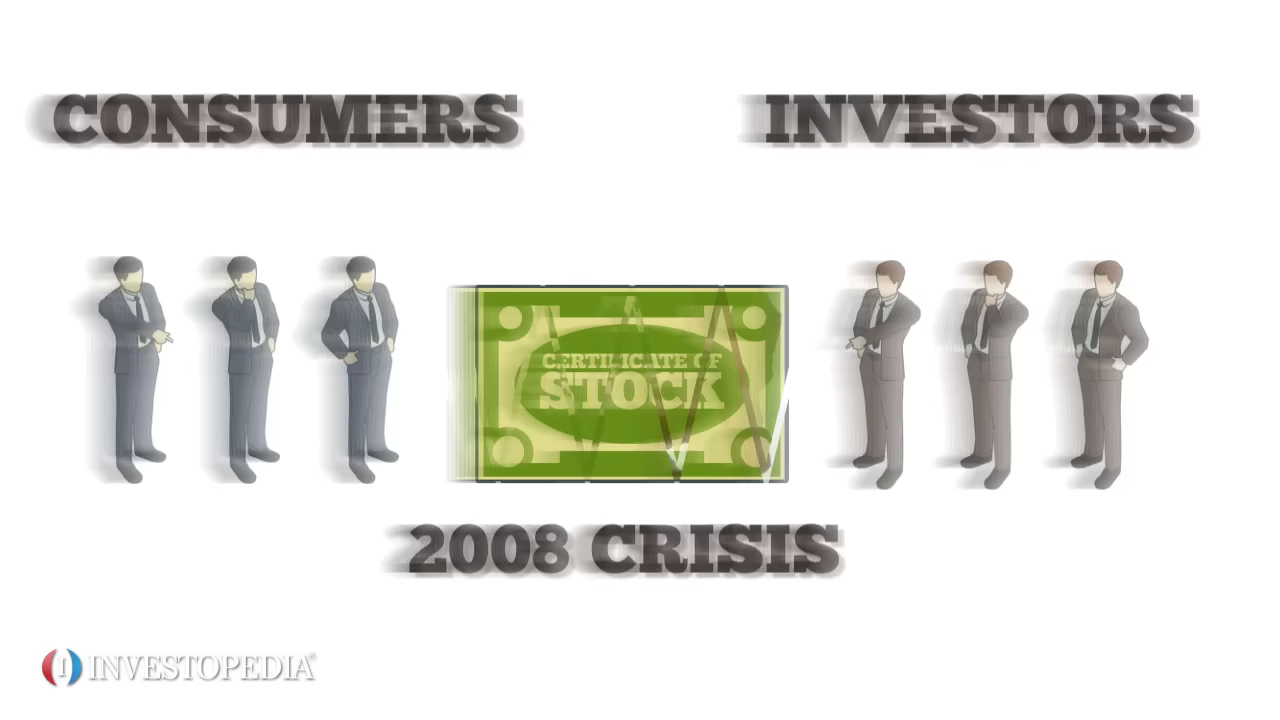 CONSUMERS
INVESTORS
CERTIFICATE OF
STOCK
2008 CRISIS
INVESTOPEDIA®